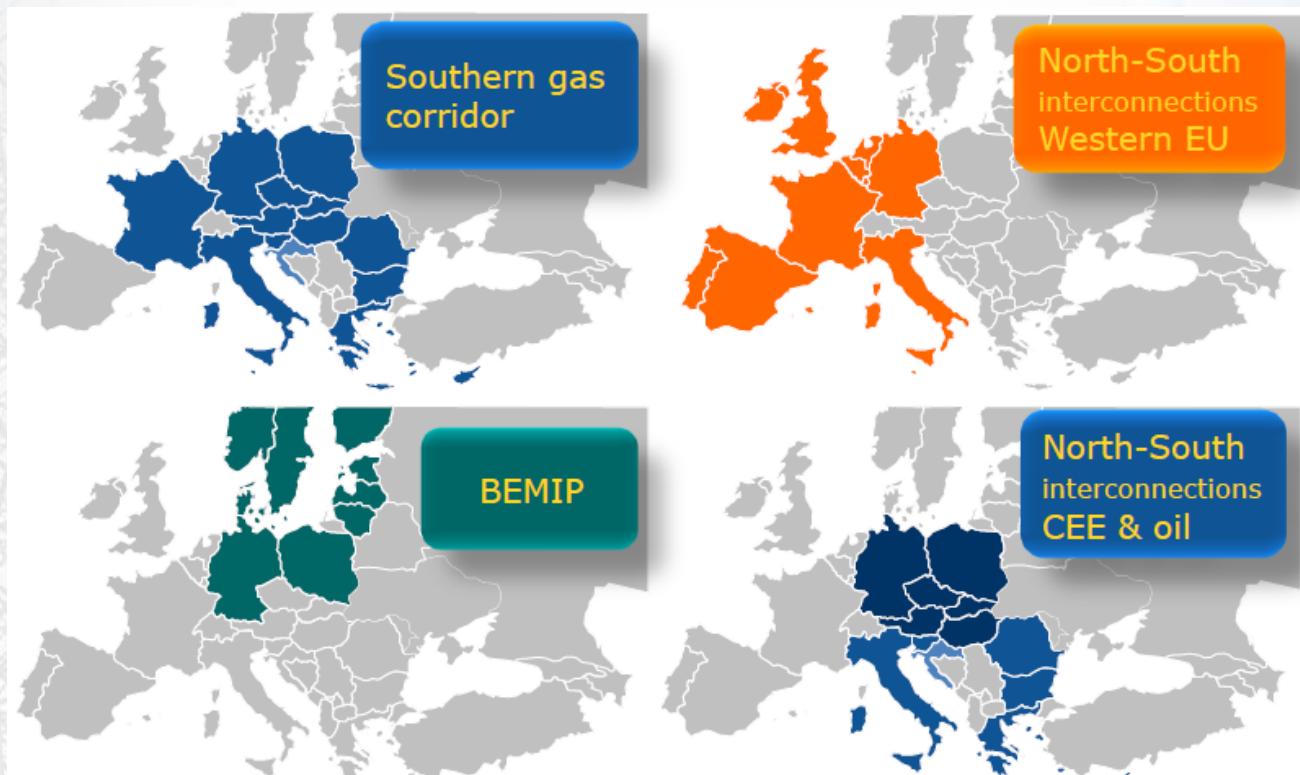 Southern gas
corridor
North-South
interconnections
Western EU
BEMIP
North-South
interconnections
CEE & oil